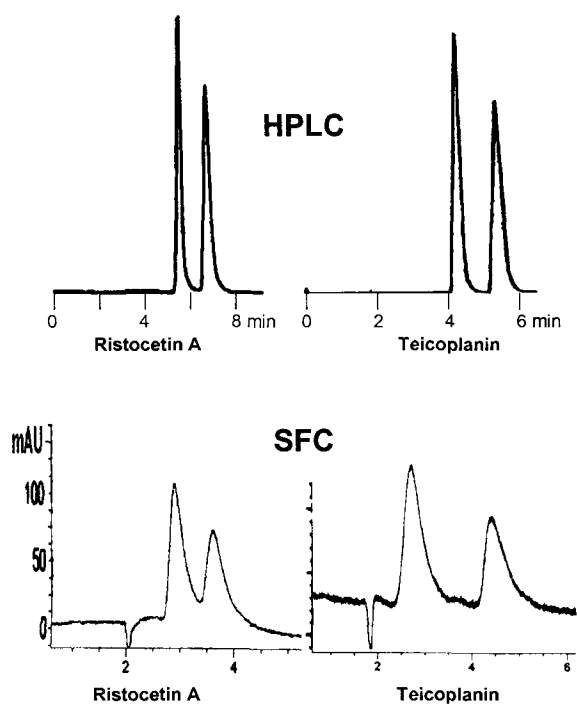 HPLC
0 4 8 min
0 2 4 6 min
Ristocetin A
Teicoplanin
SFC
mAU
100
50
0
2 4
2 4 6
Ristocetin A
Teicoplanin